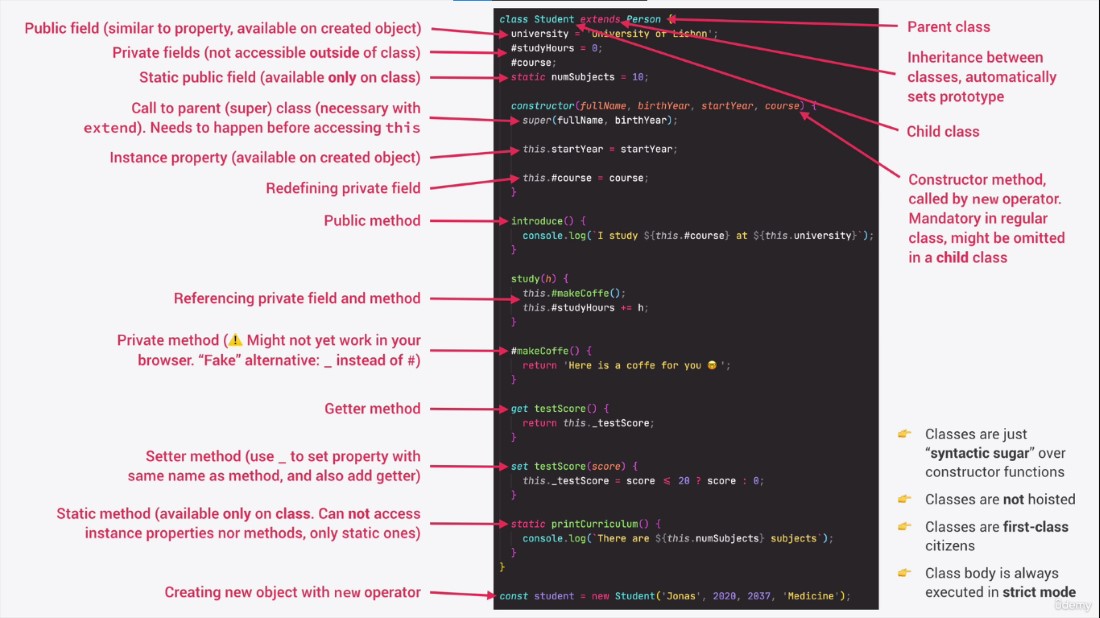 Public field (similar to property, available on created object)
Private fields (not accessible outside of class)
Static public field (available only on class)
Call to parent (super) class (necessary with
extend). Needs to happen before accessing this
Instance property (available on created object)
Redefining private field
Public method
Referencing private field and method
Private method (⚠️ Might not yet work in your
browser. “Fake” alternative: _ instead of #)
Getter method
Setter method (use _ to set property with
same name as method, and also add getter)
Static method (available only on class. Can not access
instance properties nor methods, only static ones)
Creating new object with new operator
class Student extends Person {
university = 'University of Lisbon';
#studyHours = 0;
#course;
static numSubjects = 10;
constructor(fullName, birthYear, startYear, course) {
super(fullName, birthYear);
this.startYear = startYear;
this.#course = course;
}
introduce() {
console.log(`I study ${this.#course} at ${this.university}`);
}
study(h) {
this.#makeCoffe();
this.#studyHours += h;
}
#makeCoffe() {
return 'Here is a coffe for you 🤓';
}
get testScore() {
return this._testScore;
}
set testScore(score) {
this._testScore = score ≤ 20 ? score : 0;
}
static printCurriculum() {
console.log(`There are ${this.numSubjects} subjects`);
}
}
const student = new Student('Jonas', 2020, 2037, 'Medicine');
Parent class
Inheritance between
classes, automatically
sets prototype
Child class
Constructor method,
called by new operator.
Mandatory in regular
class, might be omitted
in a child class
👉 Classes are just
“syntactic sugar” over
constructor functions
👉 Classes are not hoisted
👉 Classes are first-class
citizens
👉 Class body is always
executed in strict mode
ûdemy